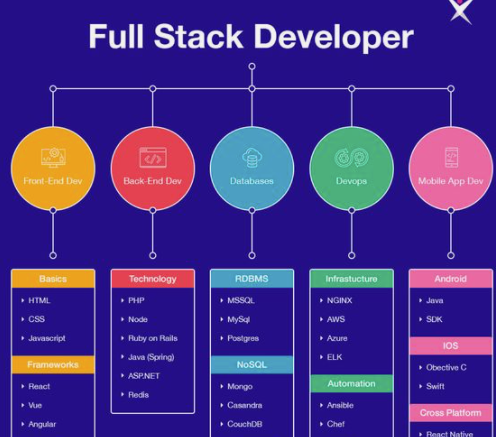 Full Stack Developer
Front-End Dev
Back-End Dev
Databases
Devops
Mobile App Dev
Basics
HTML
CSS
Javascript
Frameworks
React
Vue
Angular
Technology
PHP
Node
Ruby on Rails
Java (Spring)
ASP.NET
Redis
RDBMS
MSSQL
MySql
Postgres
NoSQL
Mongo
Casandra
CouchDB
Infrastucture
NGINX
AWS
Azure
ELK
Automation
Ansible
Chef
Android
Java
SDK
IOS
Obective C
Swift
Cross Platform
React Native